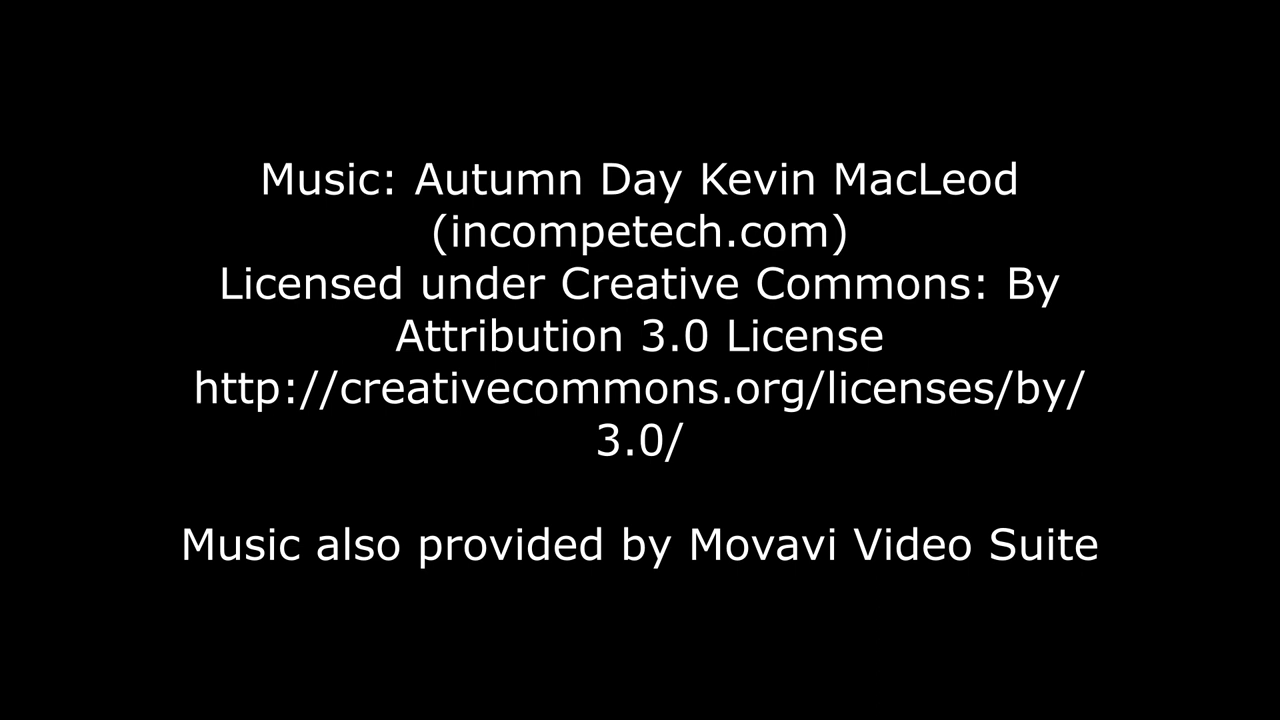 Music: Autumn Day Kevin MacLeod
(incompetech.com)
Licensed under Creative Commons: By
Attribution 3.0 License
http://creativecommons.org/licenses/by/
3.0/
Music also provided by Movavi Video Suite